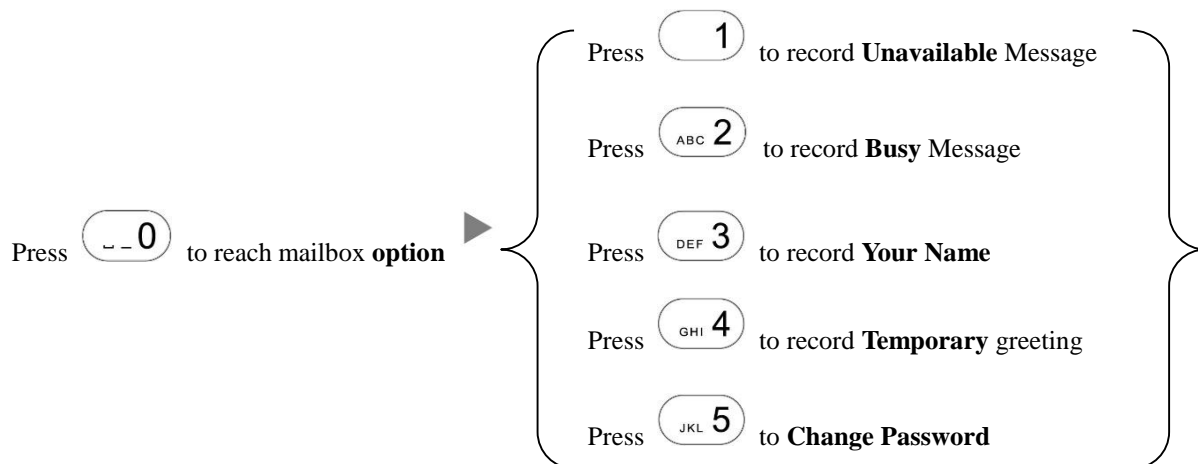 Press 1 to record Unavailable Message
Press ABC 2 to record Busy Message
Press _ 0 to reach mailbox option
Press DEF 3 to record Your Name
Press GHI 4 to record Temporary greeting
Press JKL 5 to Change Password